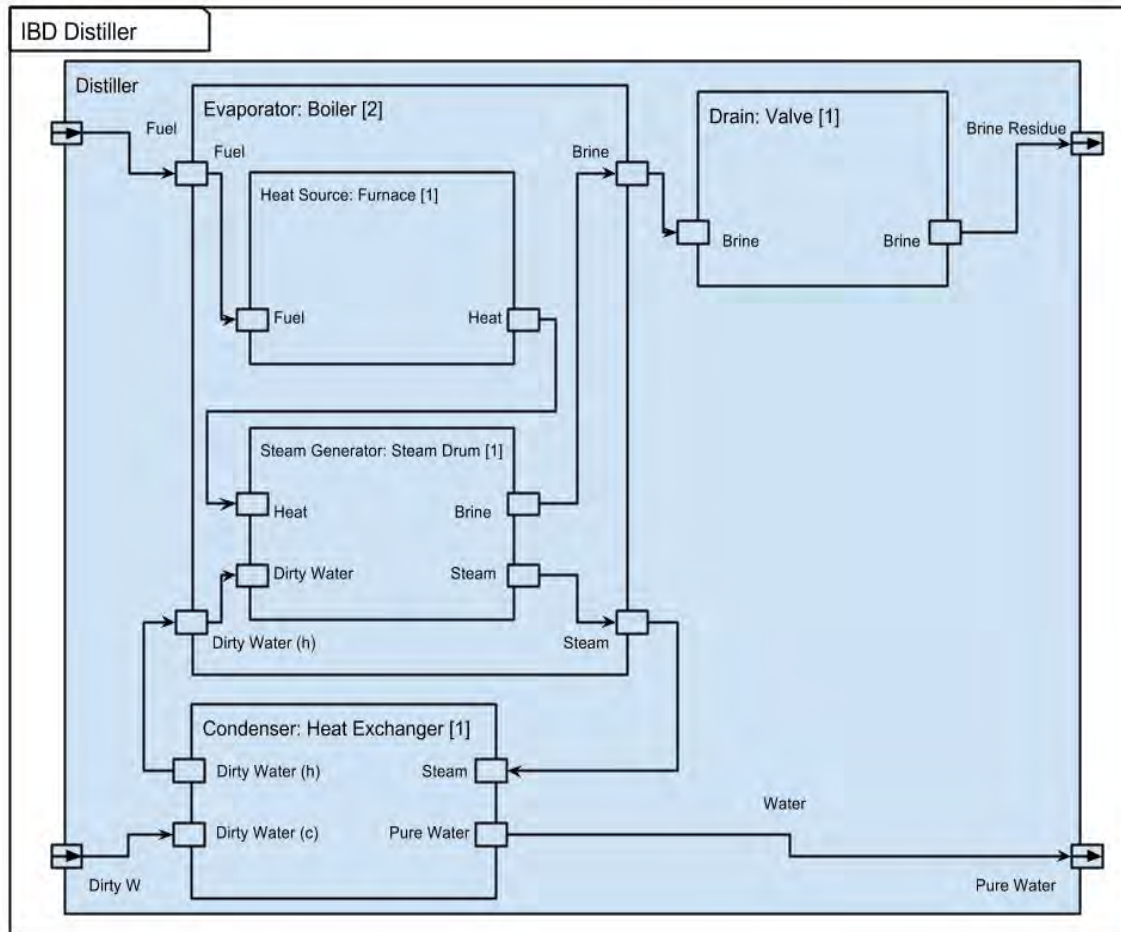 IBD Distiller
Distiller
Fuel
Evaporator: Boiler [2]
Fuel
Brine
Heat Source: Furnace [1]
Fuel
Heat
Drain: Valve [1]
Brine
Brine
Brine Residue
Steam Generator: Steam Drum [1]
Heat
Brine
Dirty Water
Steam
Dirty Water (h)
Steam
Condenser: Heat Exchanger [1]
Dirty Water (h)
Steam
Dirty Water (c)
Pure Water
Water
Dirty W
Pure Water